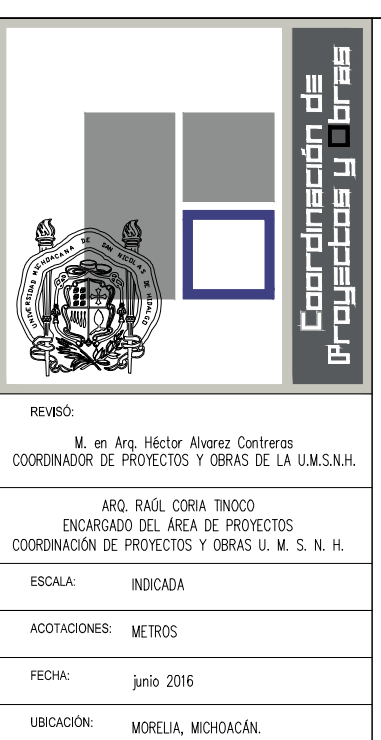 Coordinación de
Proyectos y Obras
UNIVERSIDAD MICHOACANA DE SAN NICOLAS DE HIDALGO
REVISÓ:
M. en Arq. Héctor Alvarez Contreras
COORDINADOR DE PROYECTOS Y OBRAS DE LA U.M.S.N.H.
ARQ. RAÚL CORIA TINOCO
ENCARGADO DEL ÁREA DE PROYECTOS
COORDINACIÓN DE PROYECTOS Y OBRAS U. M. S. N. H.
ESCALA: INDICADA
ACOTACIONES: METROS
FECHA: junio 2016
UBICACIÓN: MORELIA, MICHOACÁN.